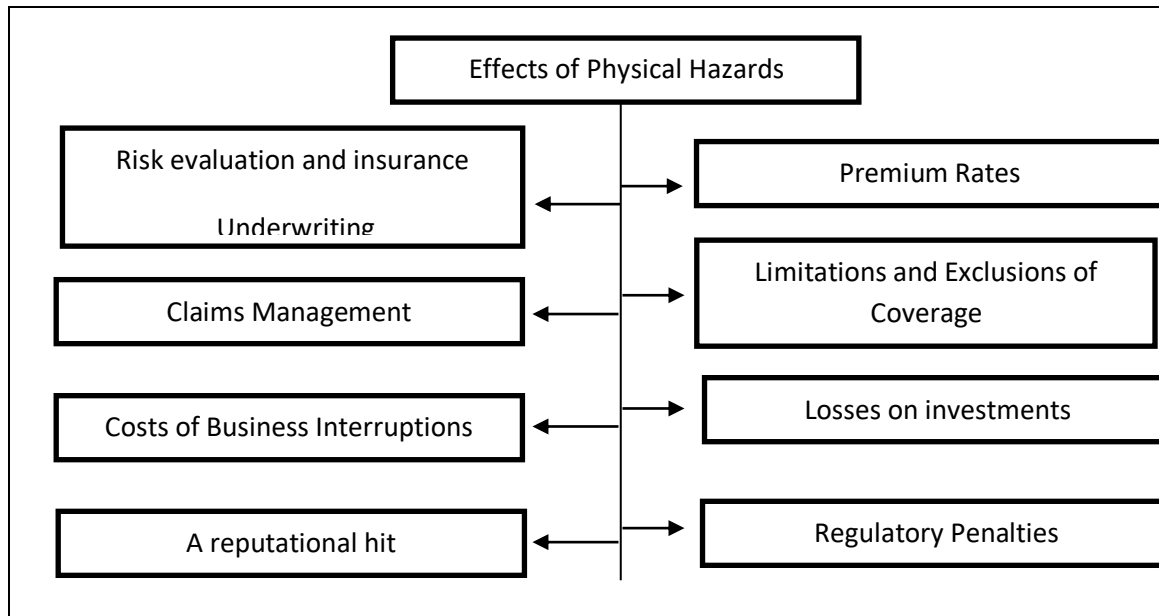 Effects of Physical Hazards
Risk evaluation and insurance
Underwriting
Premium Rates
Claims Management
Limitations and Exclusions of
Coverage
Costs of Business Interruptions
Losses on investments
A reputational hit
Regulatory Penalties